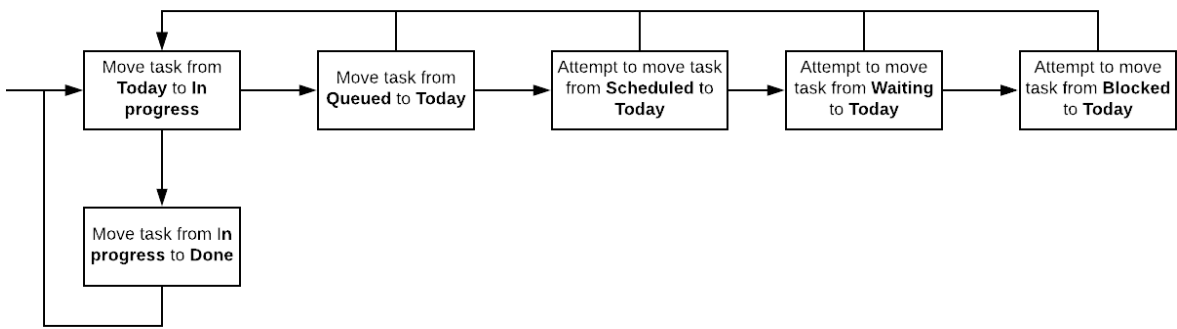 Move task from
Today to In
progress
Move task from
Queued to Today
Attempt to move task
from Scheduled to
Today
Attempt to move
task from Waiting
to Today
Attempt to move
task from Blocked
to Today
Move task from In
progress to Done